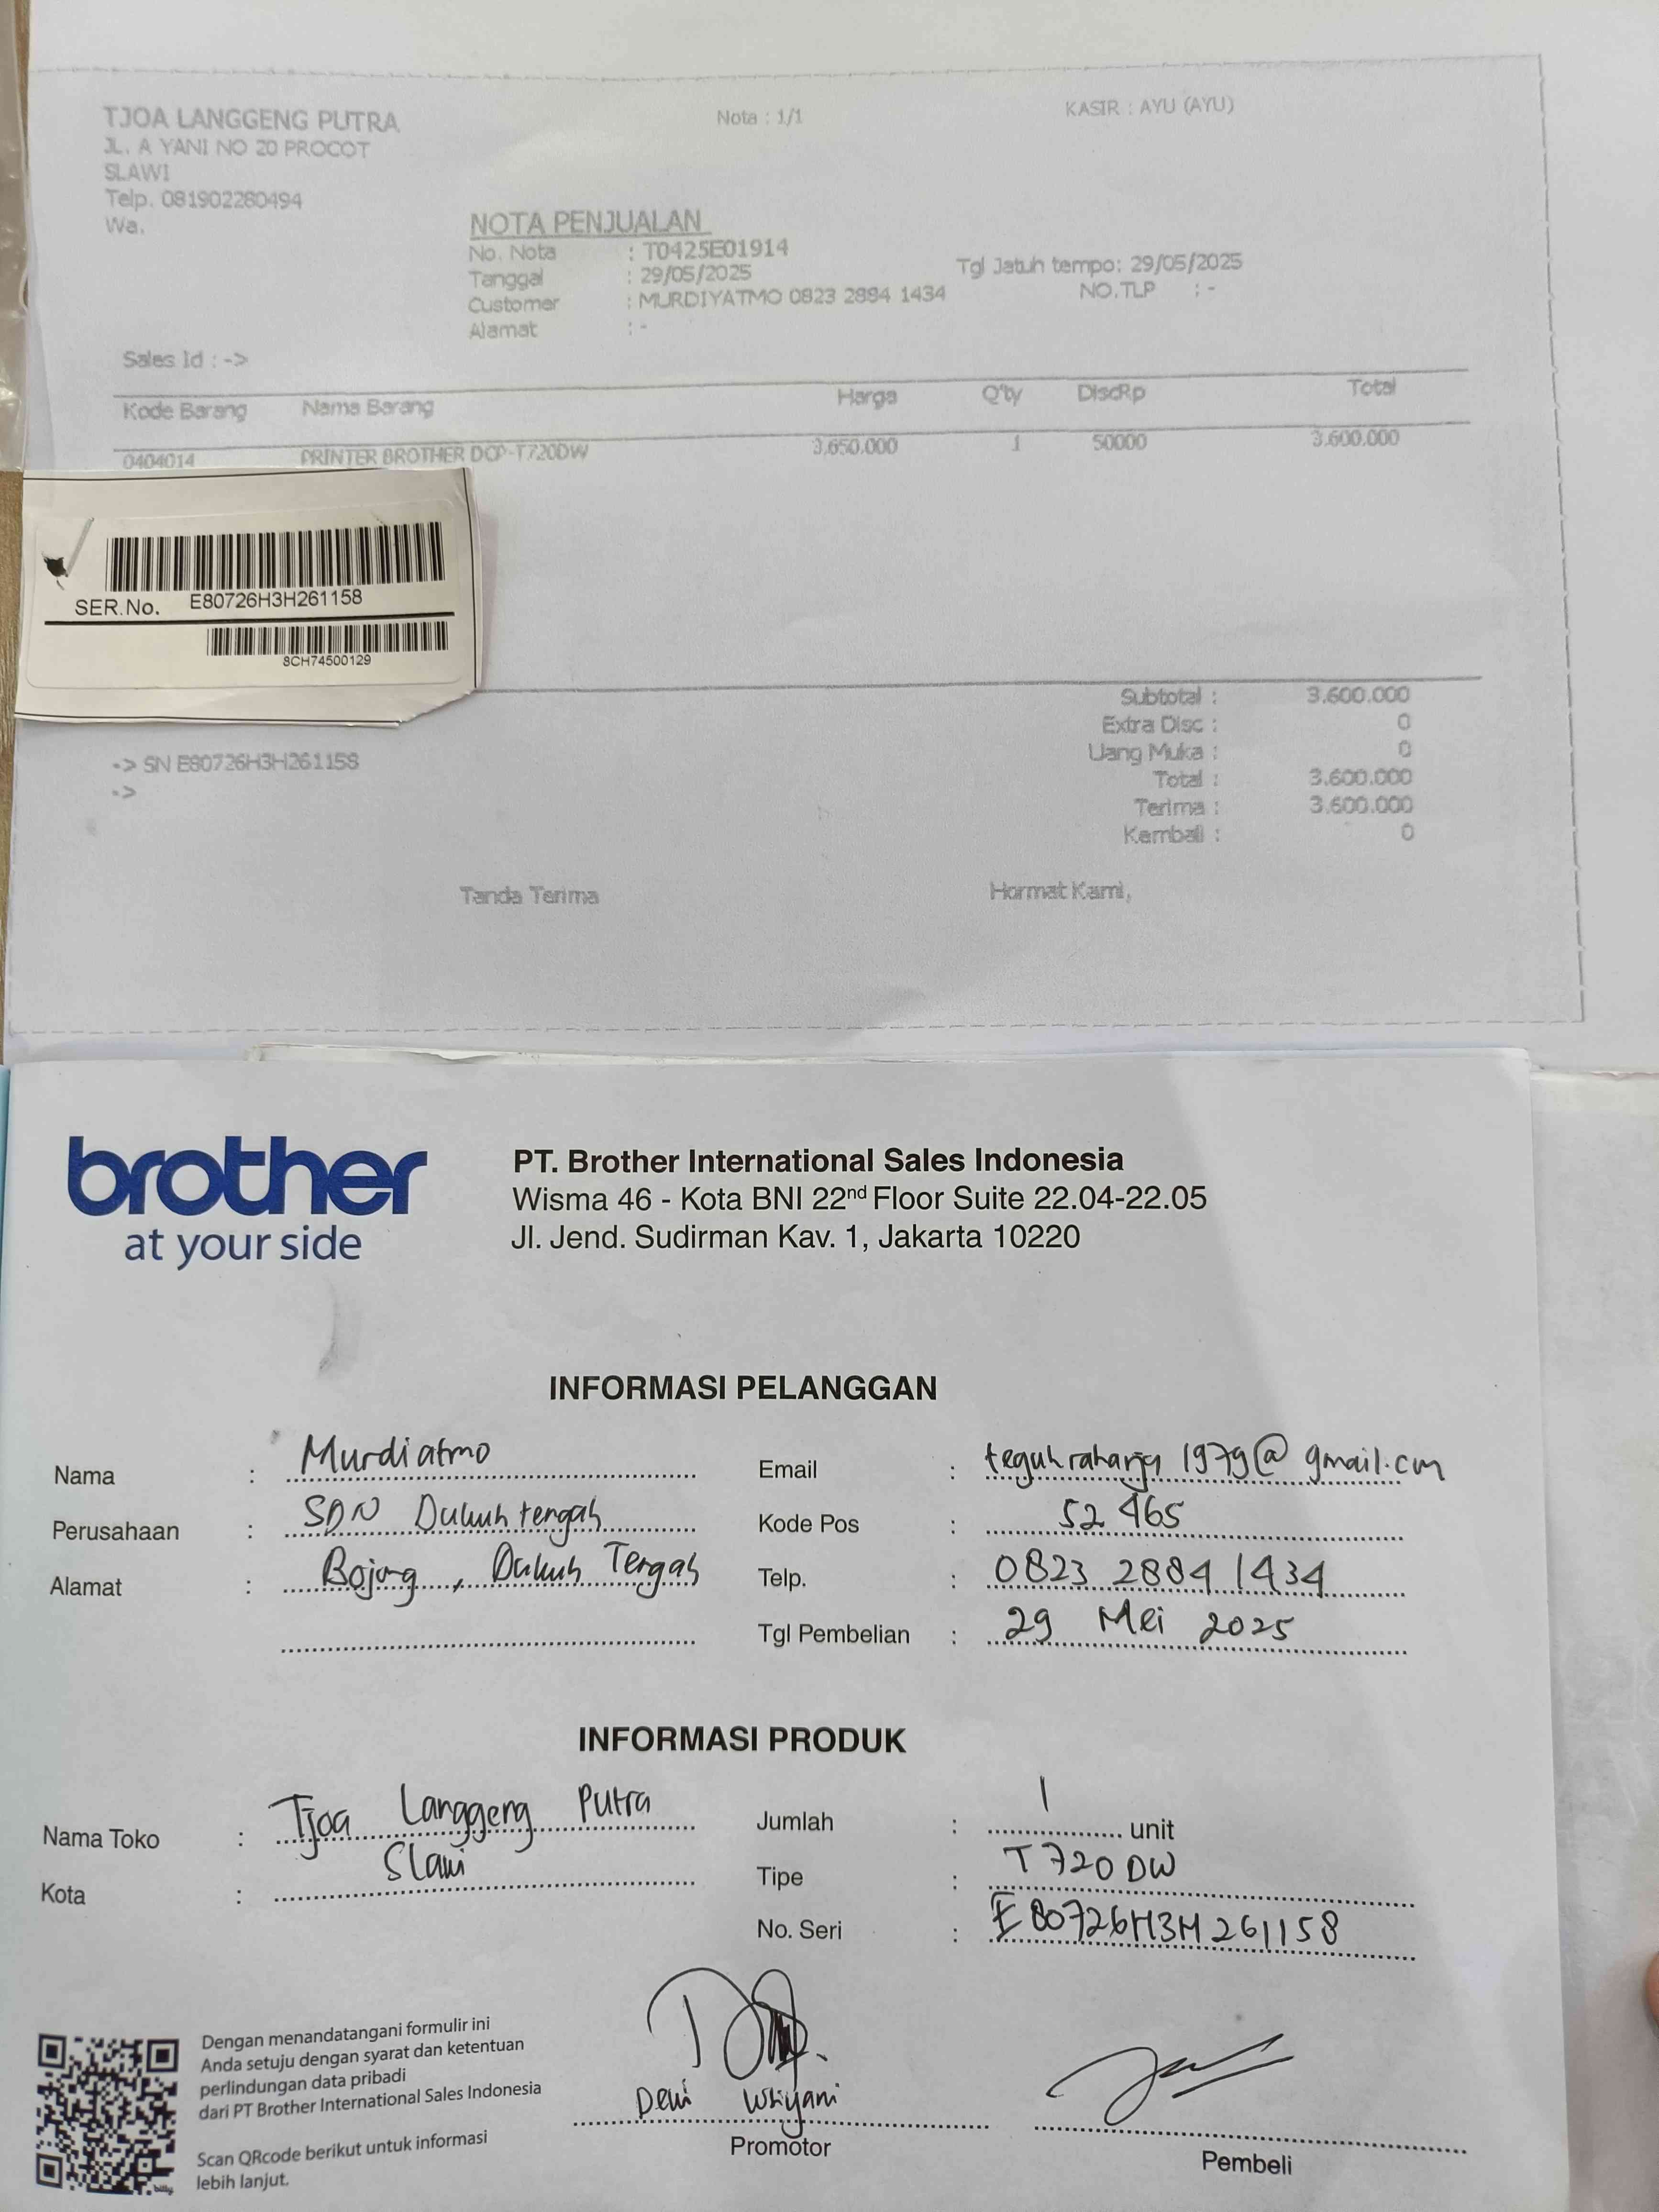 TJOA LANGGENG PUTRA
JL. A YANI NO 20 PROCOT
SLAWI
Telp. 081902280494
Wa.
Nota : 1/1
KASIR : AYU (AYU)
NOTA PENJUALAN
No. Nota : T0425E01914
Tanggal : 29/05/2025
Customer : MURDIYATMO 0823 2884 1434
Alamat : -
Tgl Jatuh tempo: 29/05/2025
NO.TLP : -
Sales Id : ->
Kode Barang Nama Barang Harga Q'ty DiscRp Total
0404014 PRINTER BROTHER DCP-T720DW 3.650.000 1 50000 3.600.000
SER.No. E80726H3H261158
8CH74500129
Subtotal : 3.600.000
Extra Disc : 0
Uang Muka : 0
Total : 3.600.000
Terima : 3.600.000
Kembali : 0
-> SN E80726H3H261158
->
Tanda Terima
Hormat Kami,
brother
at your side
PT. Brother International Sales Indonesia
Wisma 46 - Kota BNI 22nd Floor Suite 22.04-22.05
Jl. Jend. Sudirman Kav. 1, Jakarta 10220
INFORMASI PELANGGAN
Nama : Murdiatmo
Perusahaan : SDN Dukuh tengah
Alamat : Bojong, Dukuh Tengah
Email : teguhraharjo1979@gmail.com
Kode Pos : 52465
Telp. : 0823 2884 1434
Tgl Pembelian : 29 Mei 2025
INFORMASI PRODUK
Nama Toko : Tjoa Langgeng Putra
Kota : Slawi
Jumlah : 1 unit
Tipe : T720DW
No. Seri : E80726H3H261158
Dengan menandatangani formulir ini
Anda setuju dengan syarat dan ketentuan
perlindungan data pribadi
dari PT Brother International Sales Indonesia
Scan QRcode berikut untuk informasi
lebih lanjut.
Dewi
Promotor
Pembeli